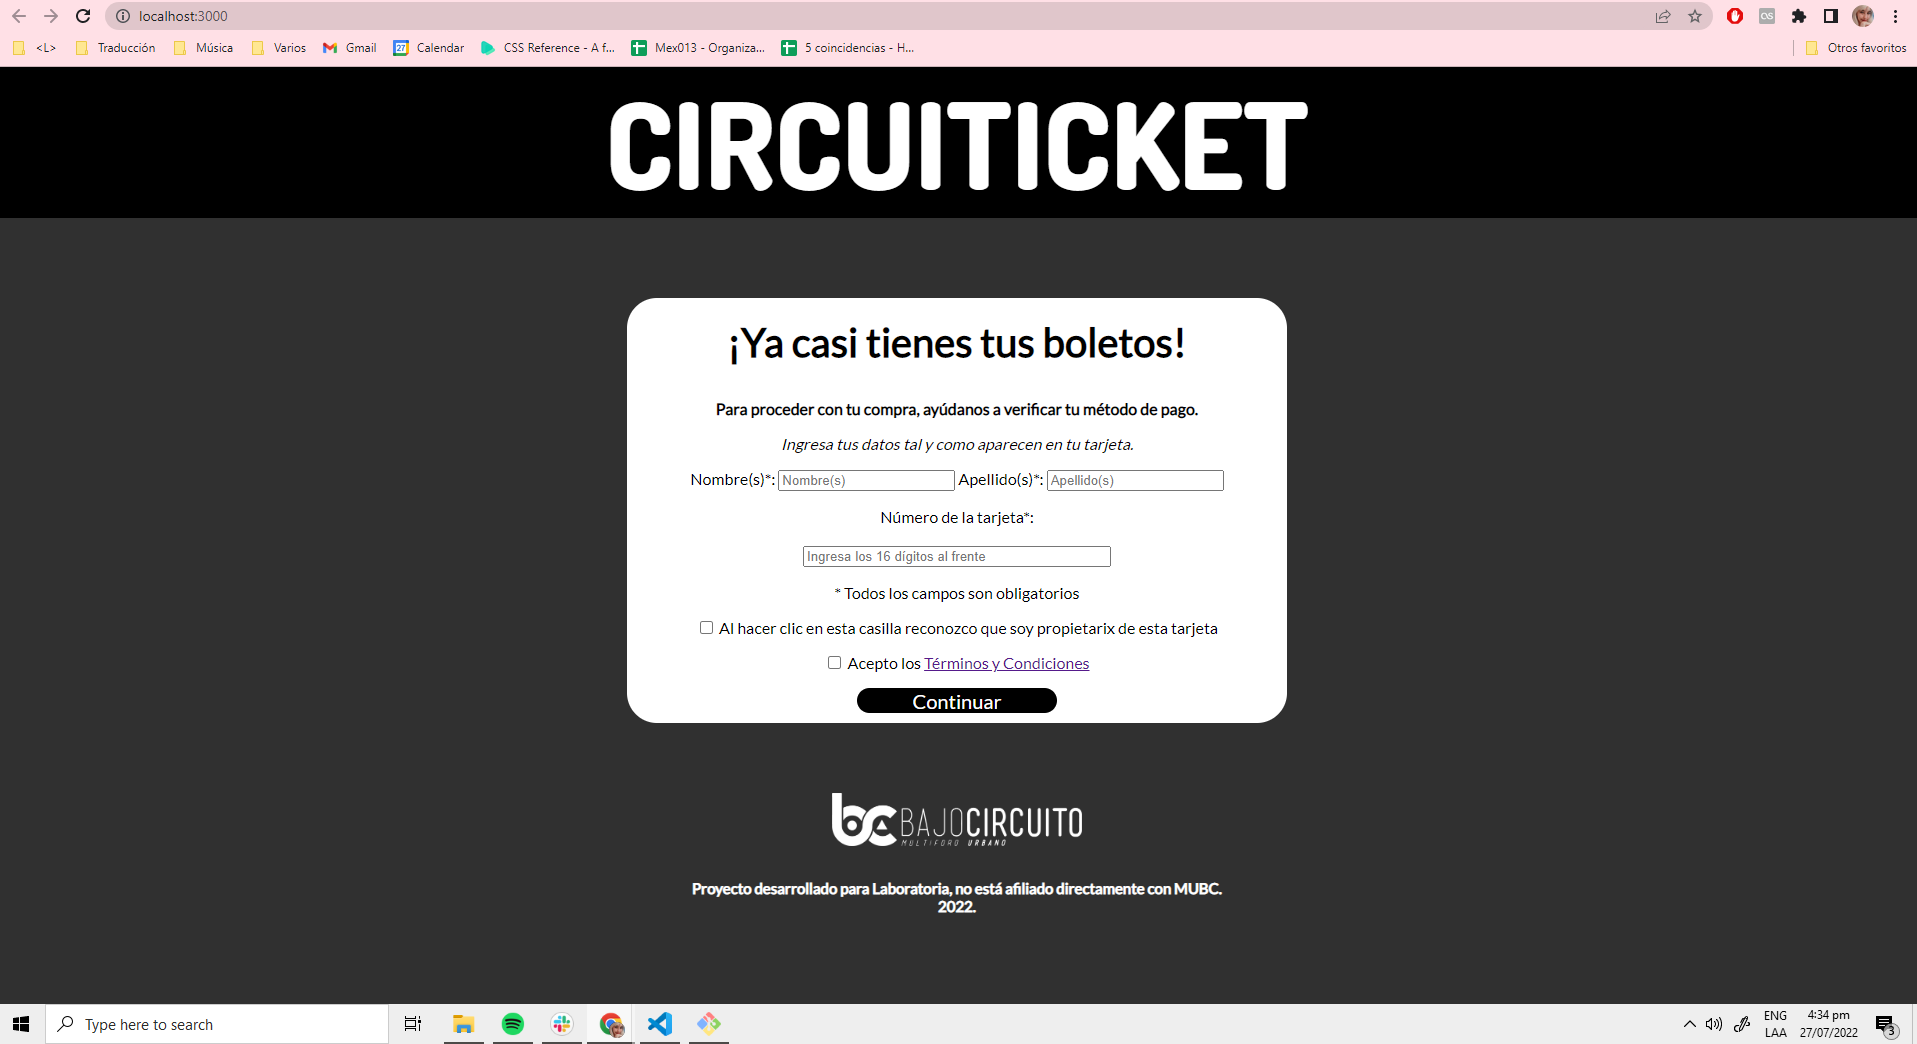 localhost:3000
<L> Traducción Música Varios Gmail Calendar CSS Reference - A f... Mex013 - Organiza... 5 coincidencias - H... Otros favoritos
CIRCUITICKET
¡Ya casi tienes tus boletos!
Para proceder con tu compra, ayúdanos a verificar tu método de pago.
Ingresa tus datos tal y como aparecen en tu tarjeta.
Nombre(s)*: Nombre(s) Apellido(s)*: Apellido(s)
Número de la tarjeta*:
Ingresa los 16 dígitos al frente
* Todos los campos son obligatorios
Al hacer clic en esta casilla reconozco que soy propietarix de esta tarjeta
Acepto los Términos y Condiciones
Continuar
bc BAJOCIRCUITO
MULTIFORO URBANO
Proyecto desarrollado para Laboratoria, no está afiliado directamente con MUBC.
2022.
Type here to search
ENG 4:34 pm
LAA 27/07/2022 3